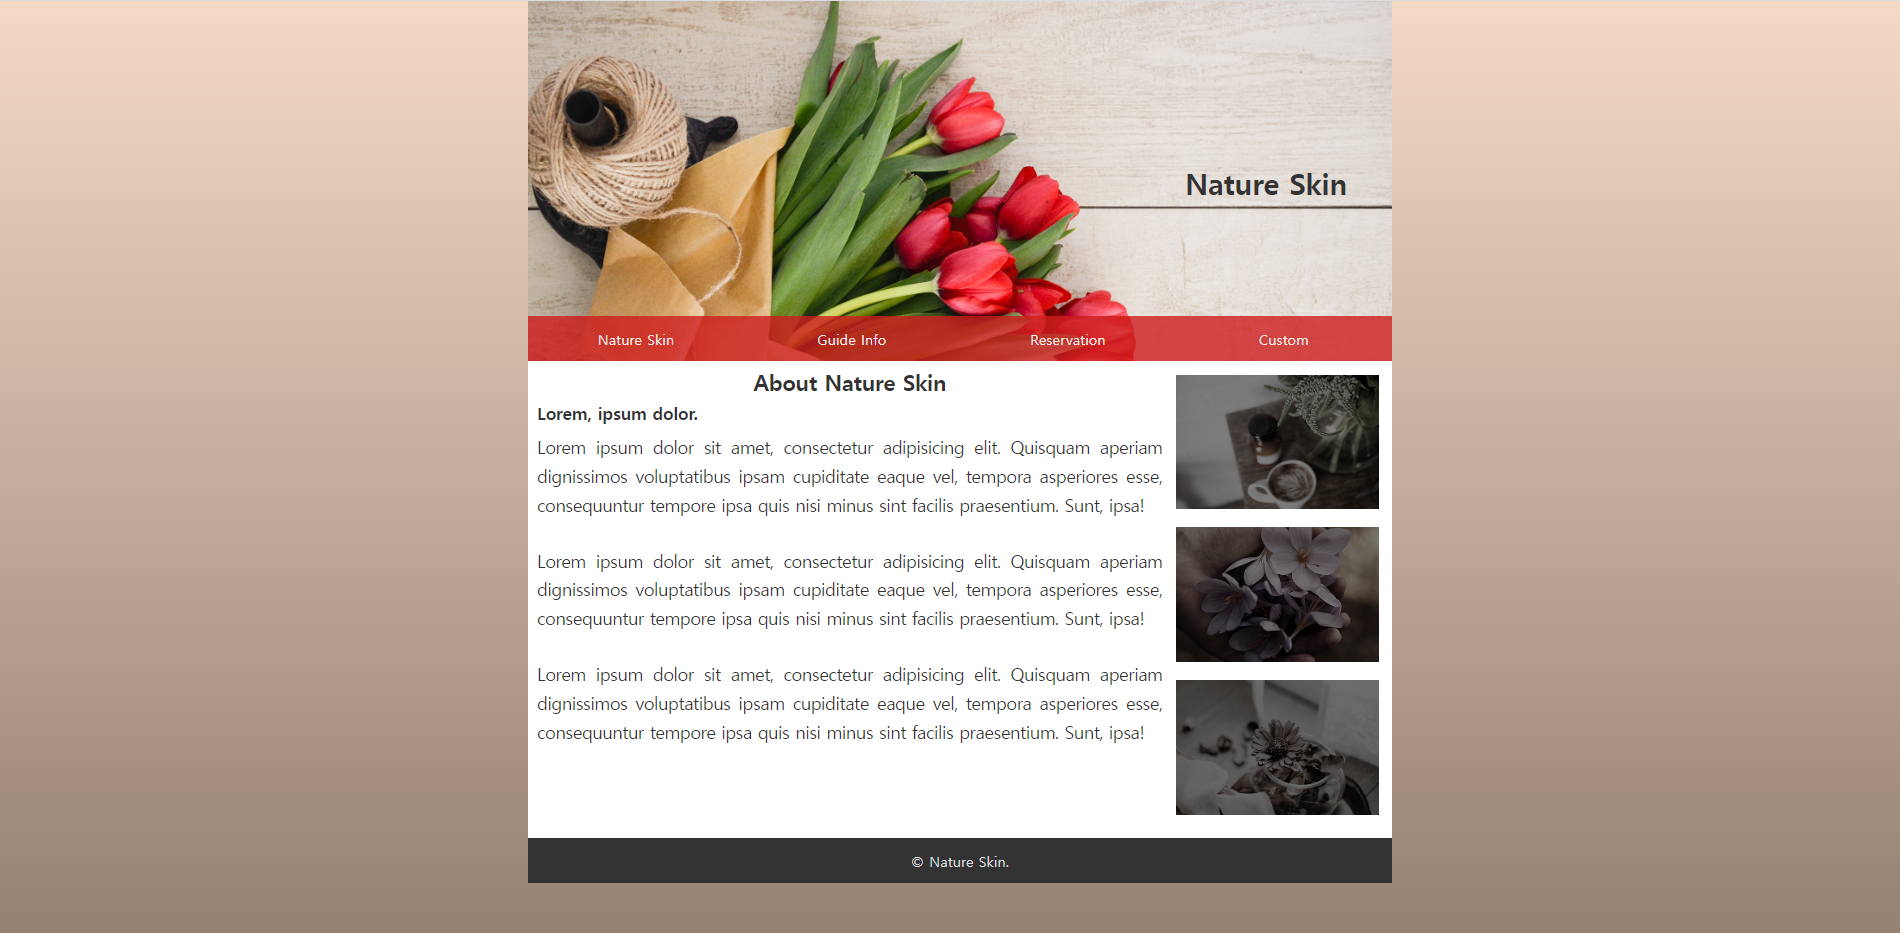 Nature Skin
Nature Skin
Guide Info
Reservation
Custom
About Nature Skin
Lorem, ipsum dolor.
Lorem ipsum dolor sit amet, consectetur adipisicing elit. Quisquam aperiam
dignissimos voluptatibus ipsam cupiditate eaque vel, tempora asperiores esse,
consequuntur tempore ipsa quis nisi minus sint facilis praesentium. Sunt, ipsa!
Lorem ipsum dolor sit amet, consectetur adipisicing elit. Quisquam aperiam
dignissimos voluptatibus ipsam cupiditate eaque vel, tempora asperiores esse,
consequuntur tempore ipsa quis nisi minus sint facilis praesentium. Sunt, ipsa!
Lorem ipsum dolor sit amet, consectetur adipisicing elit. Quisquam aperiam
dignissimos voluptatibus ipsam cupiditate eaque vel, tempora asperiores esse,
consequuntur tempore ipsa quis nisi minus sint facilis praesentium. Sunt, ipsa!
© Nature Skin.